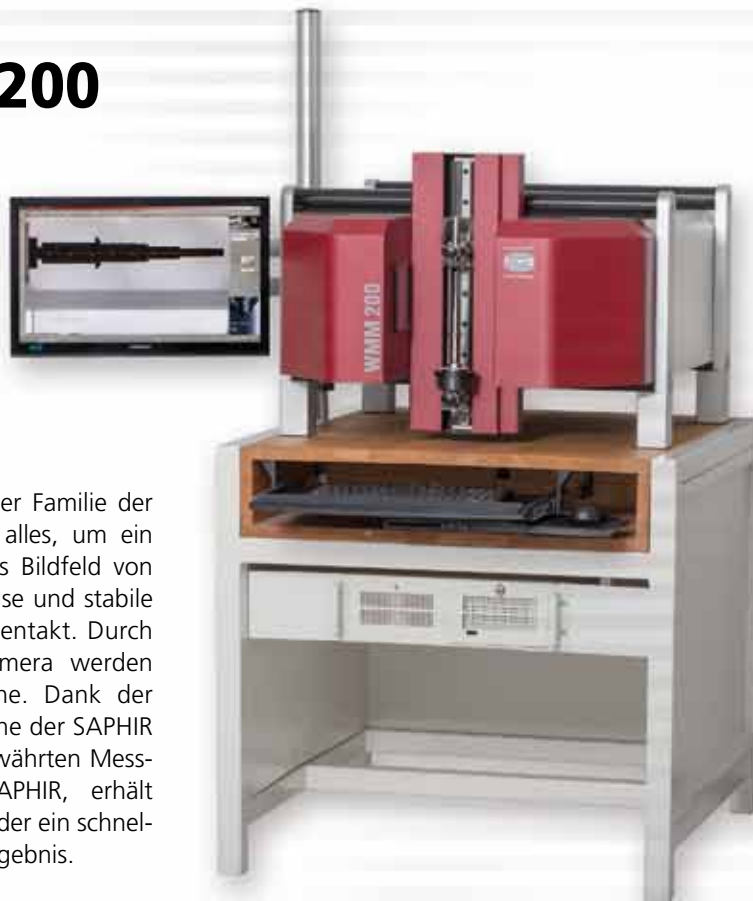 200
WMM 200
er Familie der
alles, um ein
s Bildfeld von
se und stabile
entakt. Durch
mera werden
ne. Dank der
ne der SAPHIR
währten Mess-
APHIR, erhält
der ein schnel-
gebnis.